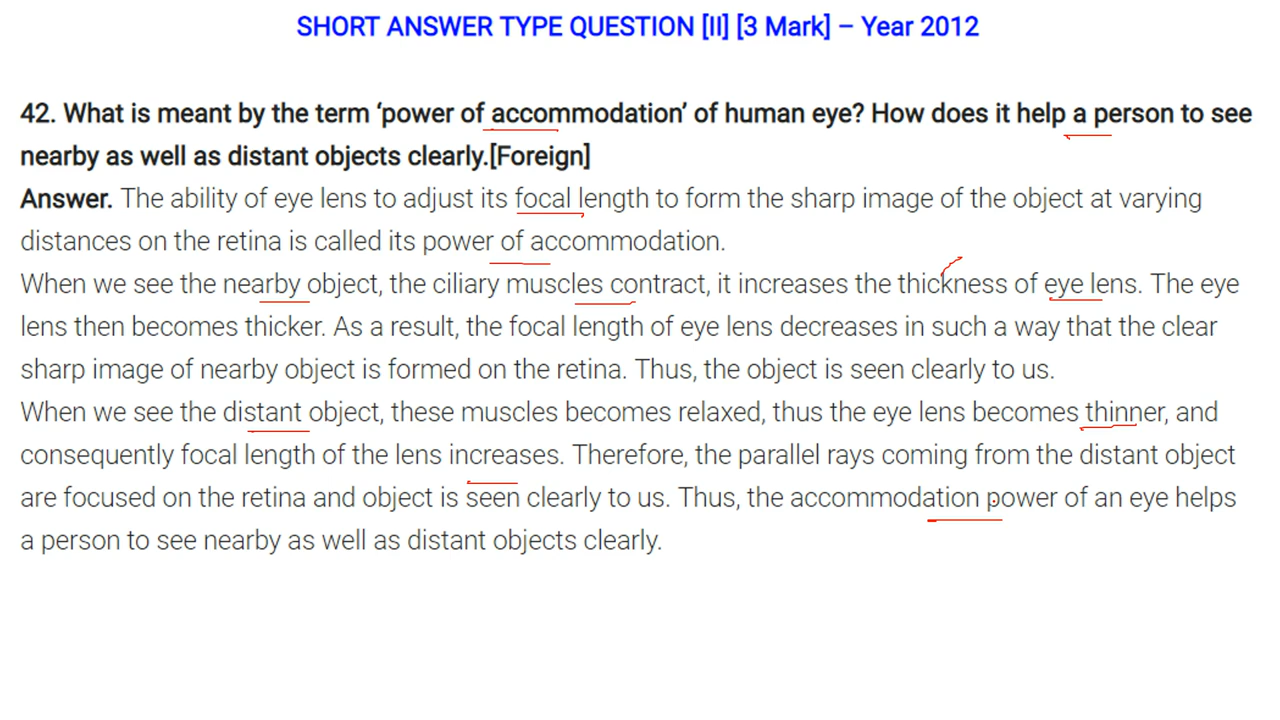 SHORT ANSWER TYPE QUESTION [II] [3 Mark] – Year 2012
42. What is meant by the term ‘power of accommodation’ of human eye? How does it help a person to see
nearby as well as distant objects clearly.[Foreign]
Answer. The ability of eye lens to adjust its focal length to form the sharp image of the object at varying
distances on the retina is called its power of accommodation.
When we see the nearby object, the ciliary muscles contract, it increases the thickness of eye lens. The eye
lens then becomes thicker. As a result, the focal length of eye lens decreases in such a way that the clear
sharp image of nearby object is formed on the retina. Thus, the object is seen clearly to us.
When we see the distant object, these muscles becomes relaxed, thus the eye lens becomes thinner, and
consequently focal length of the lens increases. Therefore, the parallel rays coming from the distant object
are focused on the retina and object is seen clearly to us. Thus, the accommodation power of an eye helps
a person to see nearby as well as distant objects clearly.